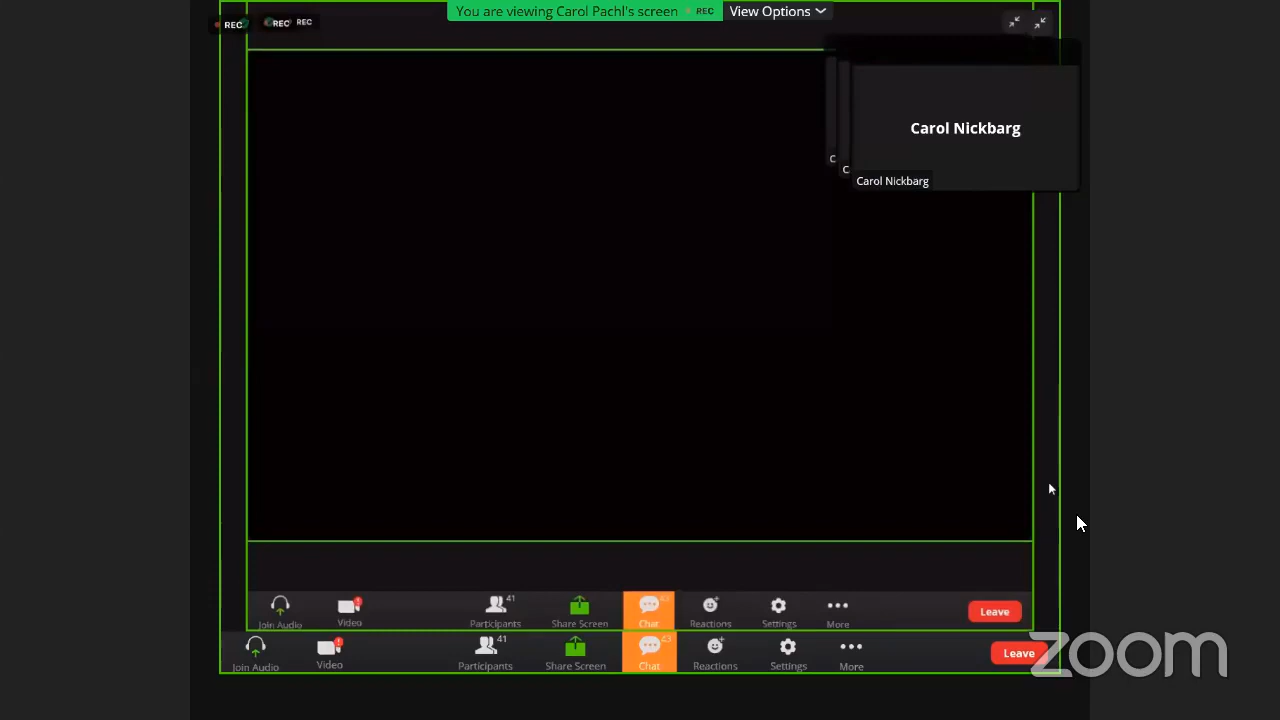 You are viewing Carol Pachl's screen REC View Options
REC REC REC
Carol Nickbarg
C
C
Carol Nickbarg
41 43
Join Audio Video Participants Share Screen Chat Reactions Settings More Leave
41 43
Join Audio Video Participants Share Screen Chat Reactions Settings More Leave
zoom